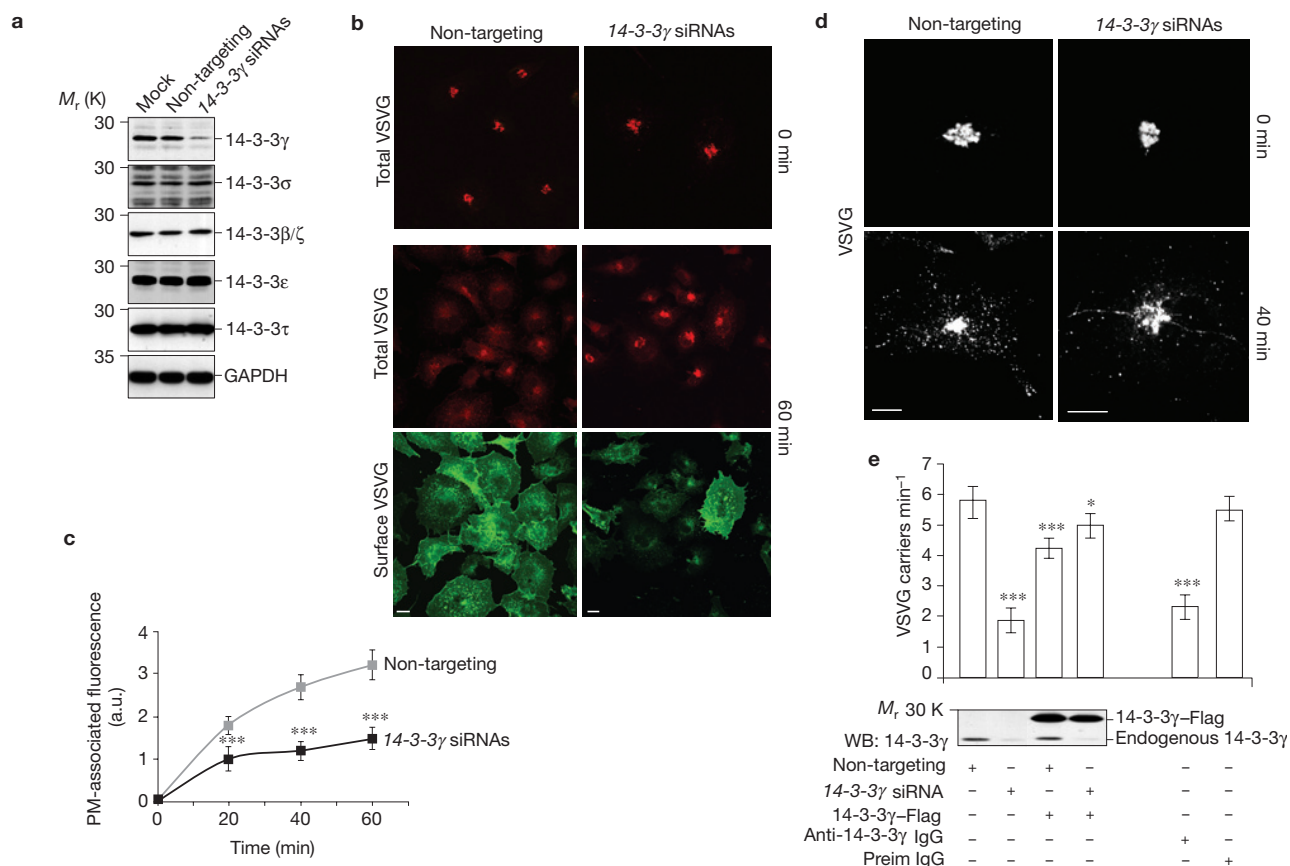 a
Mock
Non-targeting
14-3-3γ siRNAs
Mr (K)
30
14-3-3γ
30
14-3-3σ
30
14-3-3β/ζ
30
14-3-3ε
30
14-3-3τ
35
GAPDH
b
Non-targeting
14-3-3γ siRNAs
Total VSVG
0 min
Total VSVG
60 min
Surface VSVG
c
PM-associated fluorescence
(a.u.)
4
3
2
1
0
Non-targeting
***
***
***
14-3-3γ siRNAs
0
20
40
60
Time (min)
d
Non-targeting
14-3-3γ siRNAs
VSVG
0 min
40 min
e
VSVG carriers min–1
7
6
5
4
3
2
1
0
***
***
*
***
Mr 30 K
14-3-3γ–Flag
WB: 14-3-3γ
Endogenous 14-3-3γ
Non-targeting + – + – – –
14-3-3γ siRNA – + – + – –
14-3-3γ–Flag – – + + – –
Anti-14-3-3γ IgG – – – – + –
Preim IgG – – – – – +